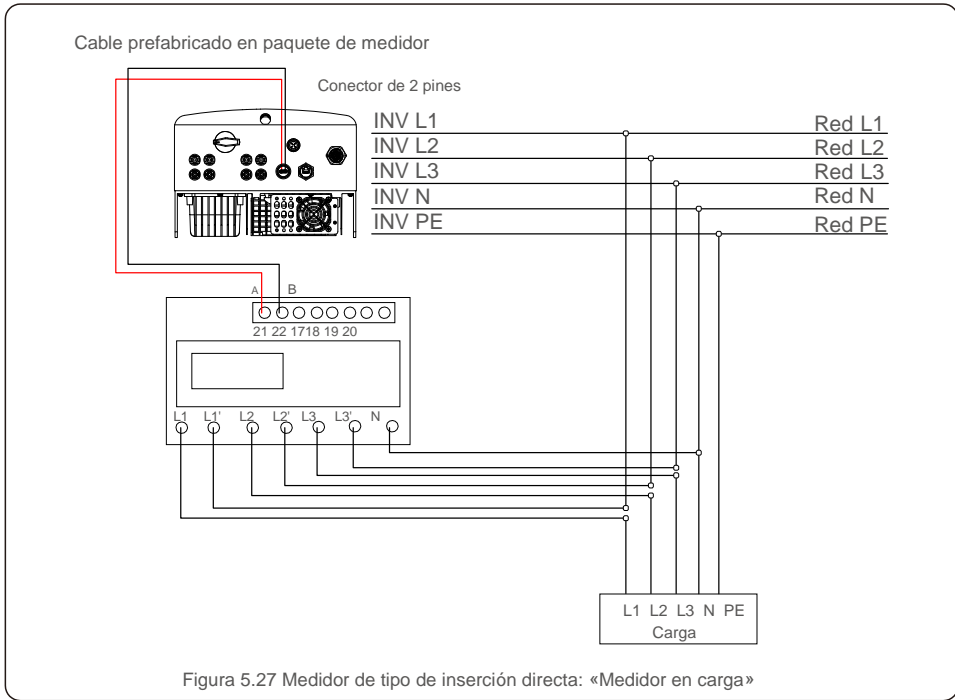 Cable prefabricado en paquete de medidor
Conector de 2 pines
INV L1
Red L1
INV L2
Red L2
INV L3
Red L3
INV N
Red N
INV PE
Red PE
A B
21 22 1718 19 20
L1 L1' L2 L2' L3 L3' N
L1 L2 L3 N PE
Carga
Figura 5.27 Medidor de tipo de inserción directa: «Medidor en carga»